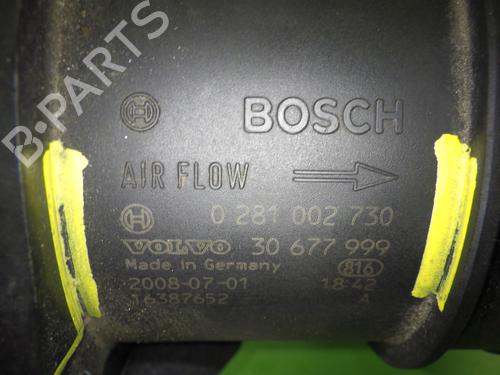 B-PARTS
BOSCH
AIR FLOW
0 281 002 730
VOLVO 30 677 999
Made in Germany 816
2008-07-01 18:42
16387652 A